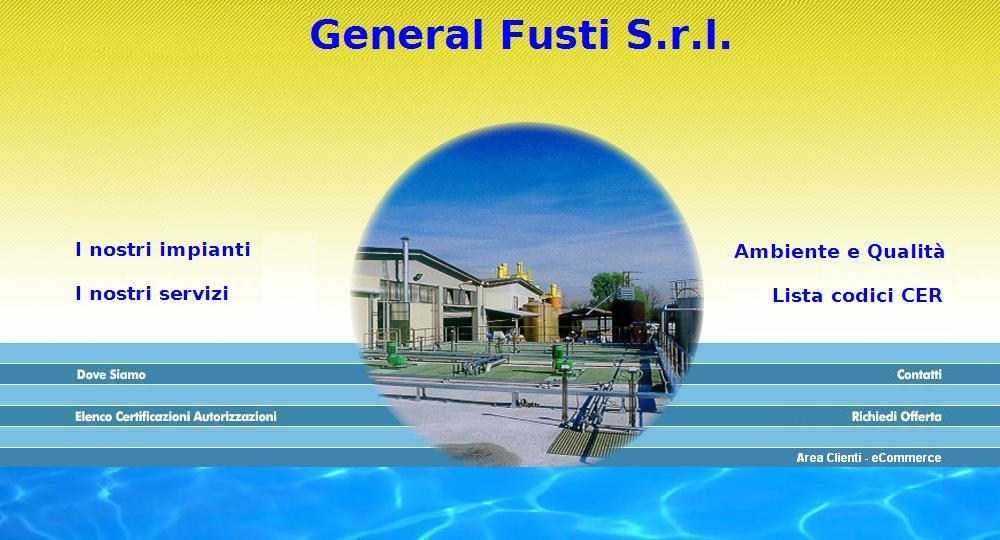 General Fusti S.r.l.
I nostri impianti
Ambiente e Qualità
I nostri servizi
Lista codici CER
Dove Siamo
Contatti
Elenco Certificazioni Autorizzazioni
Richiedi Offerta
Area Clienti - eCommerce